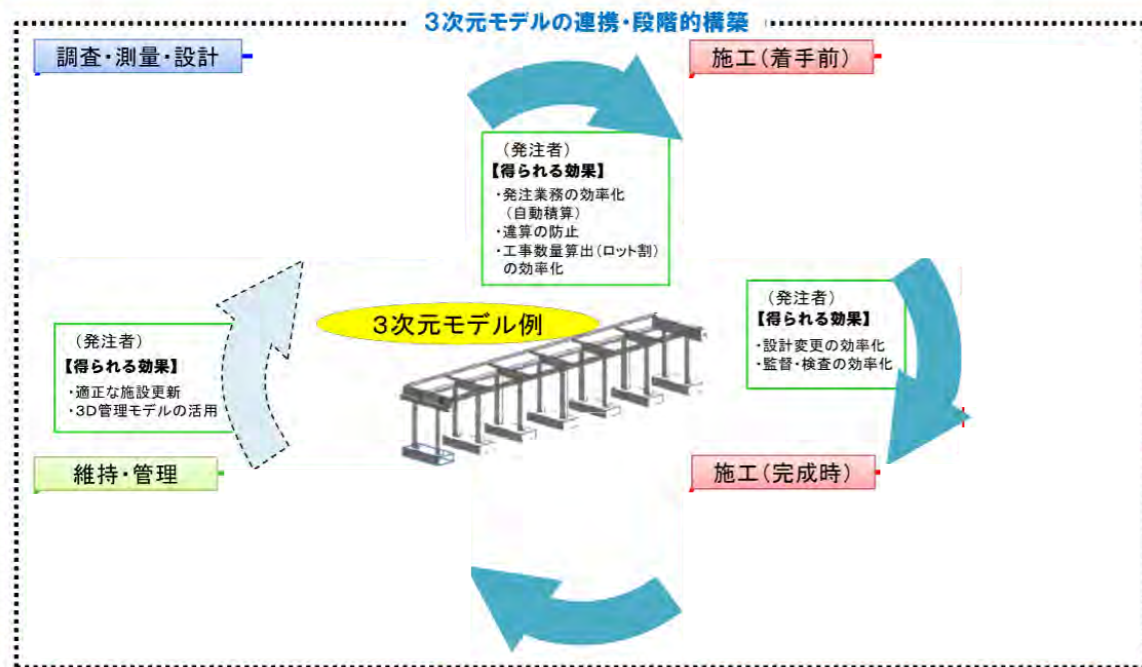 3次元モデルの連携・段階的構築
調査・測量・設計
施工(着手前)
(発注者)
【得られる効果】
・発注業務の効率化
(自動積算)
・違算の防止
・工事数量算出(ロット割)
の効率化
(発注者)
【得られる効果】
・設計変更の効率化
・監督・検査の効率化
3次元モデル例
(発注者)
【得られる効果】
・適正な施設更新
・3D管理モデルの活用
維持・管理
施工(完成時)